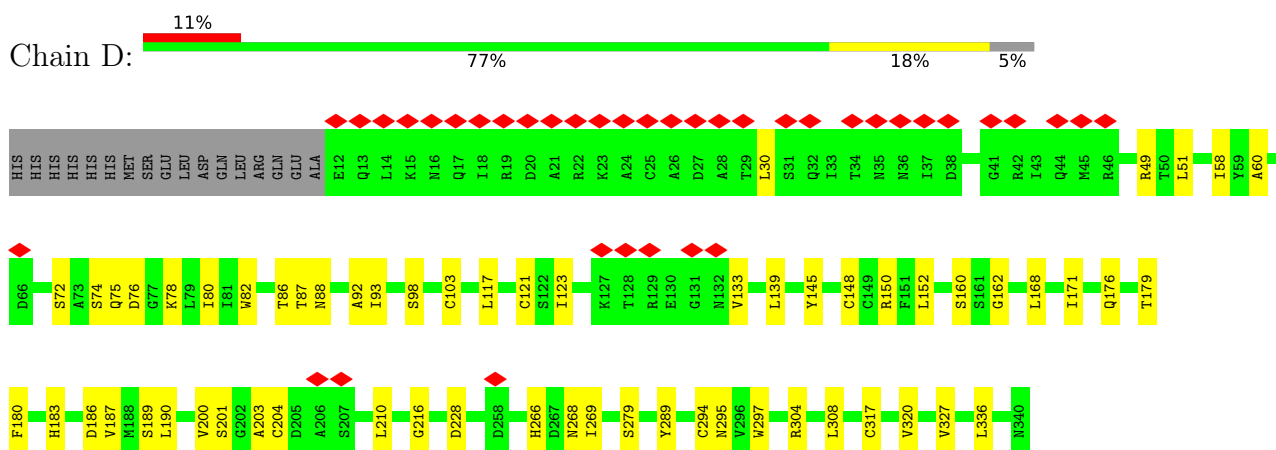 11%
Chain D:
77% 18% 5%
HIS HIS HIS HIS HIS HIS MET SER GLU LEU ASP GLN LEU ARG GLN GLU ALA E12 Q13 L14 K15 N16 Q17 I18 R19 D20 A21 R22 K23 A24 C25 A26 D27 A28 T29 L30 S31 Q32 I33 T34 N35 N36 I37 D38 G41 R42 I43 Q44 M45 R46 R49 T50 L51 I58 Y59 A60
D66 S72 A73 S74 Q75 D76 G77 K78 L79 I80 I81 W82 T86 T87 N88 A92 I93 S98 C103 L117 C121 S122 I123 K127 T128 R129 E130 G131 N132 V133 L139 Y145 C148 C149 R150 F151 L152 S160 S161 G162 L168 I171 Q176 T179
F180 H183 D186 V187 M188 S189 L190 V200 S201 G202 A203 C204 D205 A206 S207 L210 G216 D228 D258 H266 D267 N268 I269 S279 Y289 C294 N295 V296 W297 R304 L308 C317 V320 V327 L336 N340